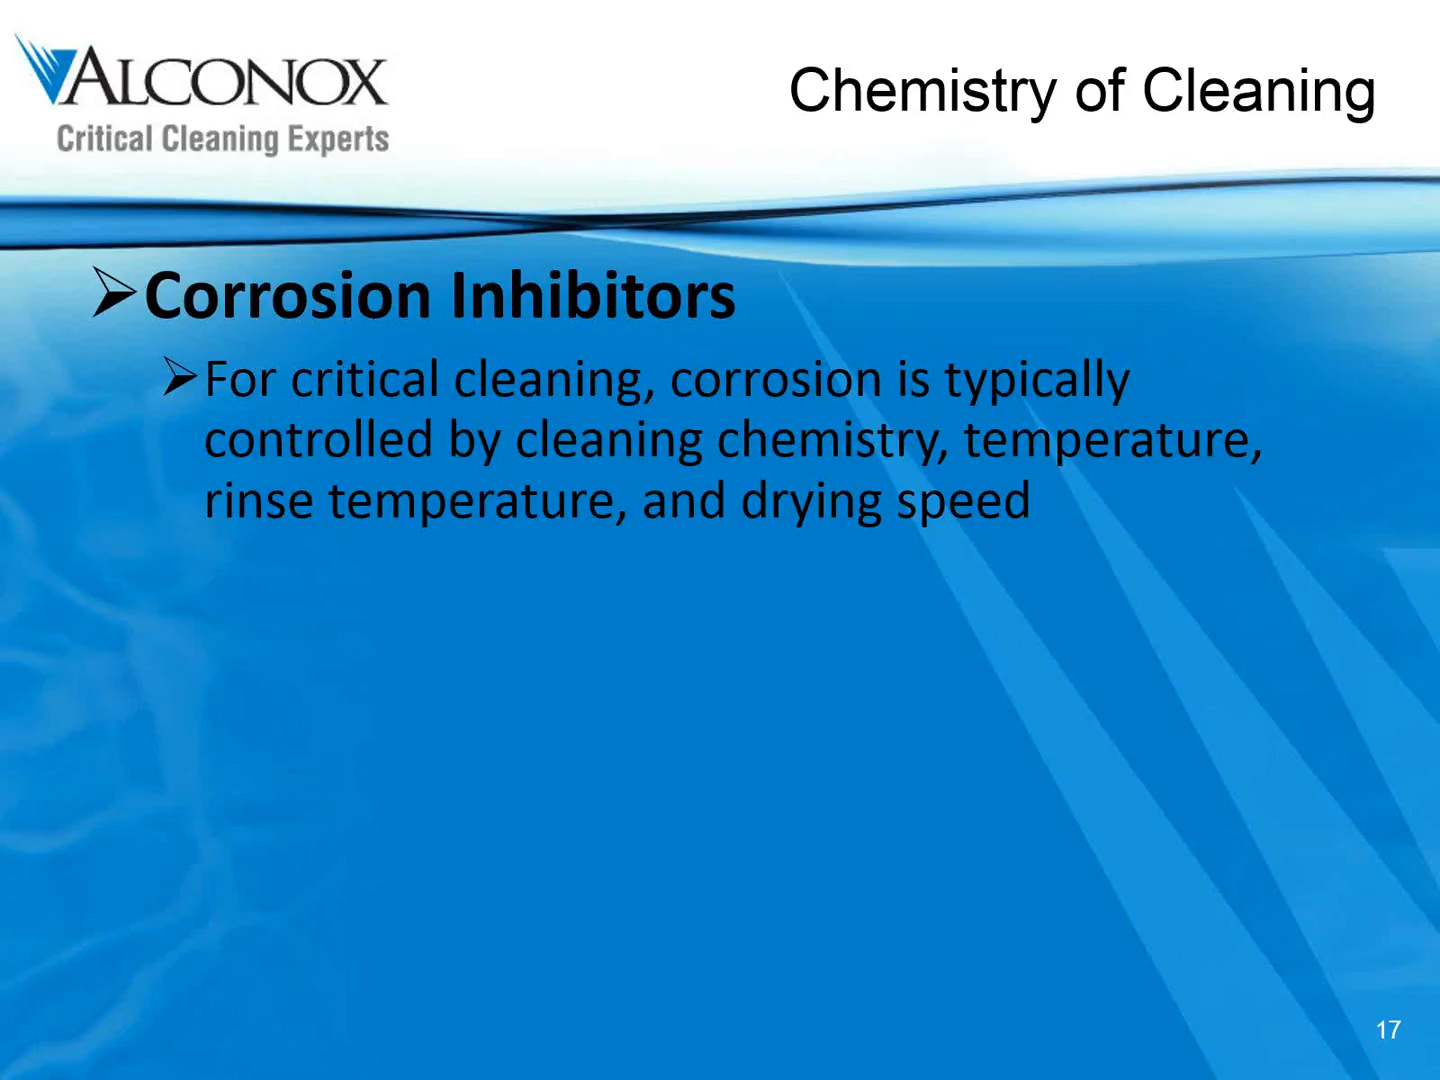 ALCONOX
Critical Cleaning Experts
Chemistry of Cleaning
➢Corrosion Inhibitors
➢For critical cleaning, corrosion is typically
controlled by cleaning chemistry, temperature,
rinse temperature, and drying speed
17